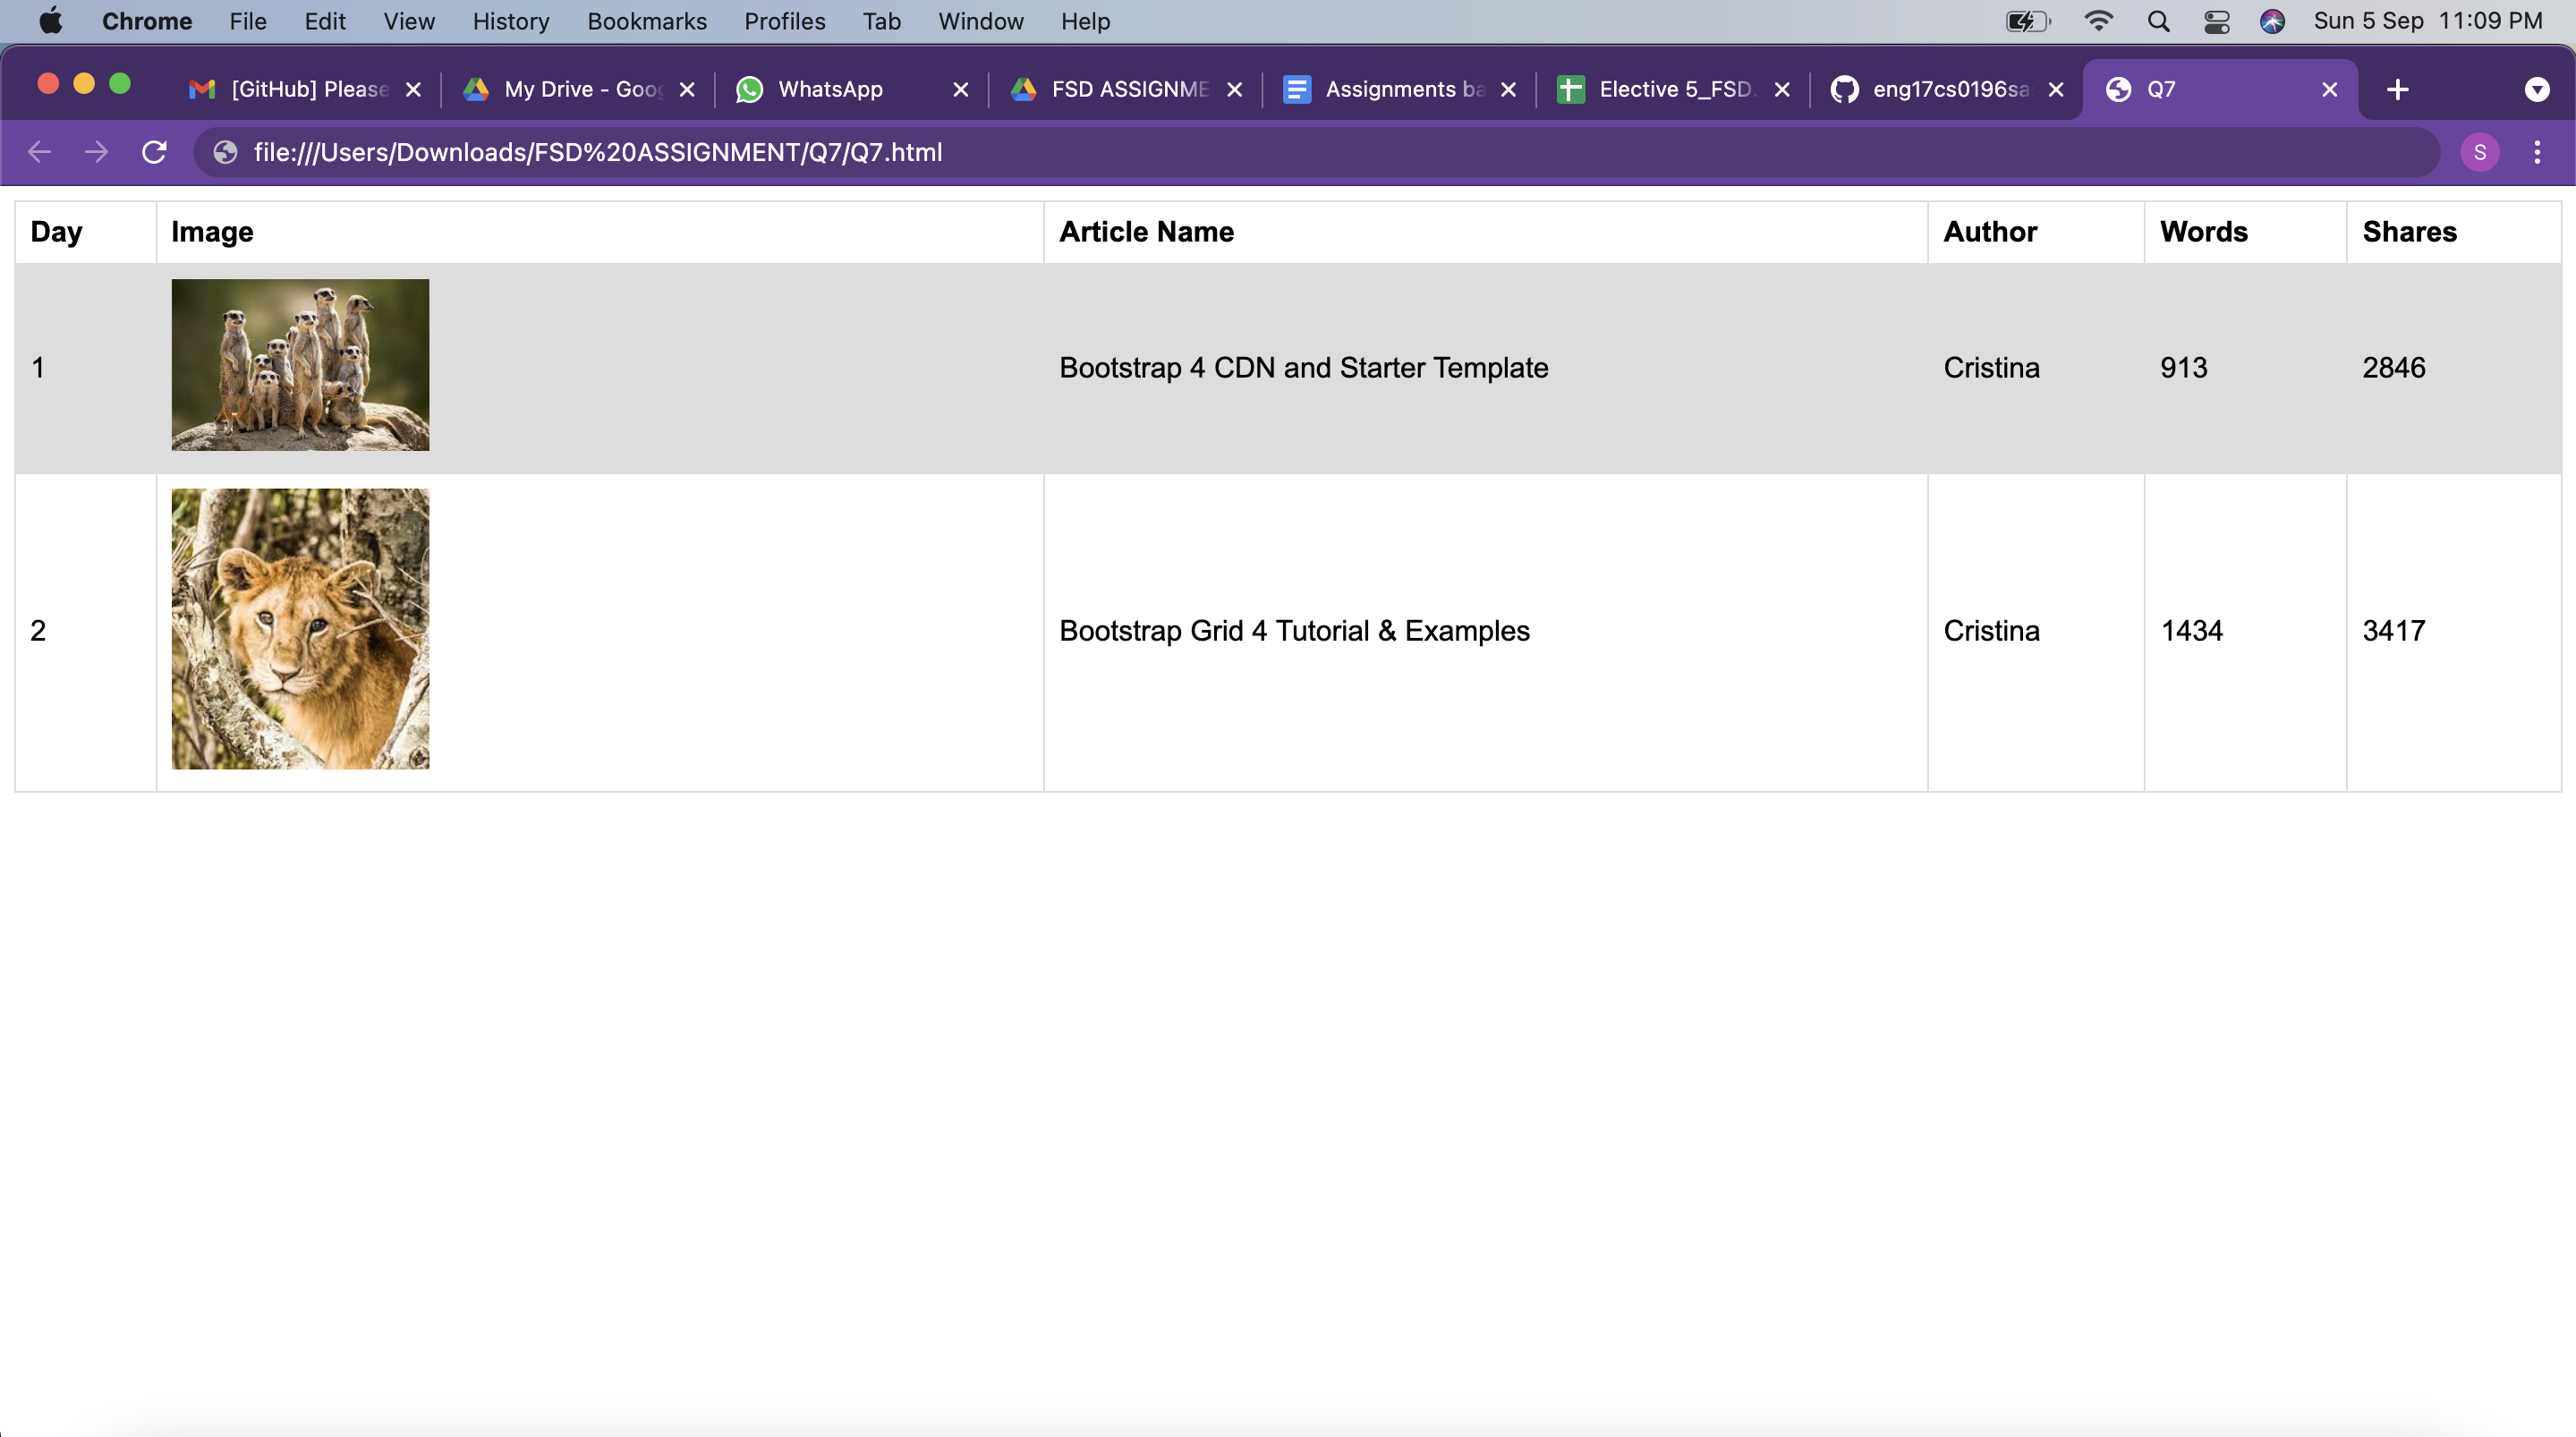 Chrome File Edit View History Bookmarks Profiles Tab Window Help Sun 5 Sep 11:09 PM
[GitHub] Please My Drive - Goog WhatsApp FSD ASSIGNME Assignments ba Elective 5_FSD. eng17cs0196sa Q7
file:///Users/Downloads/FSD%20ASSIGNMENT/Q7/Q7.html S
Day Image Article Name Author Words Shares
1 Bootstrap 4 CDN and Starter Template Cristina 913 2846
2 Bootstrap Grid 4 Tutorial & Examples Cristina 1434 3417